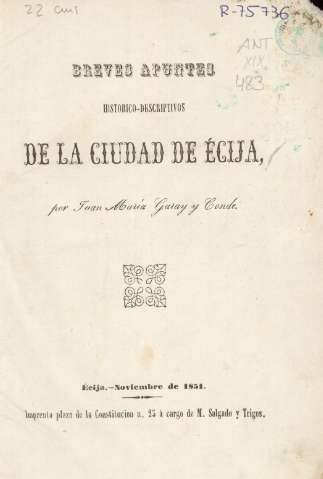 22 cm
R-75736
ANT
XIX
483
BREVES APUNTES
HISTORICO-DESCRIPTIVOS
DE LA CIUDAD DE ÉCIJA,
por Juan María Garay y Conde.
Écija.—Noviembre de 1851.
Imprenta plaza de la Constitucion n. 25 à cargo de M. Salgado y Trigos.